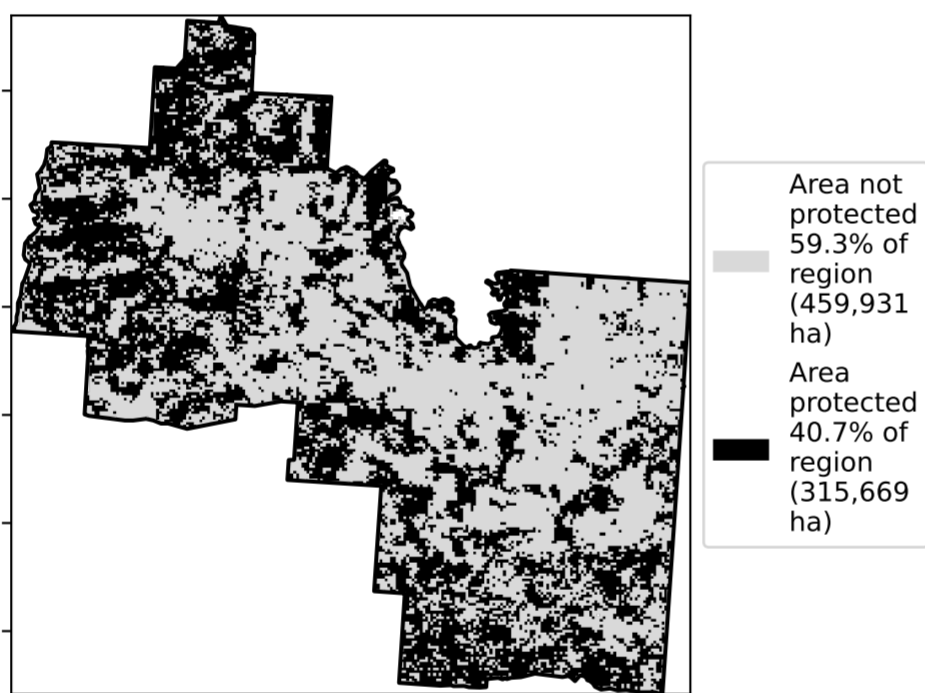 Area not
protected
59.3% of
region
(459,931
ha)
Area
protected
40.7% of
region
(315,669
ha)